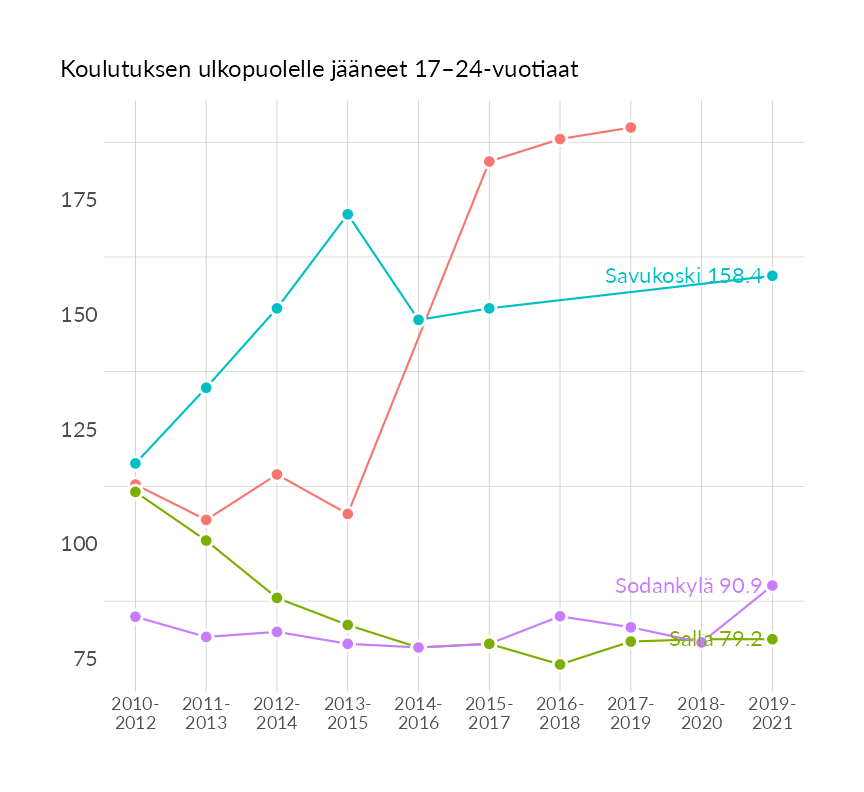 Koulutuksen ulkopuolelle jääneet 17–24-vuotiaat
175
Savukoski 158.4
150
125
100
Sodankylä 90.9
Salla 79.2
75
2010- 2011- 2012- 2013- 2014- 2015- 2016- 2017- 2018- 2019-
2012 2013 2014 2015 2016 2017 2018 2019 2020 2021